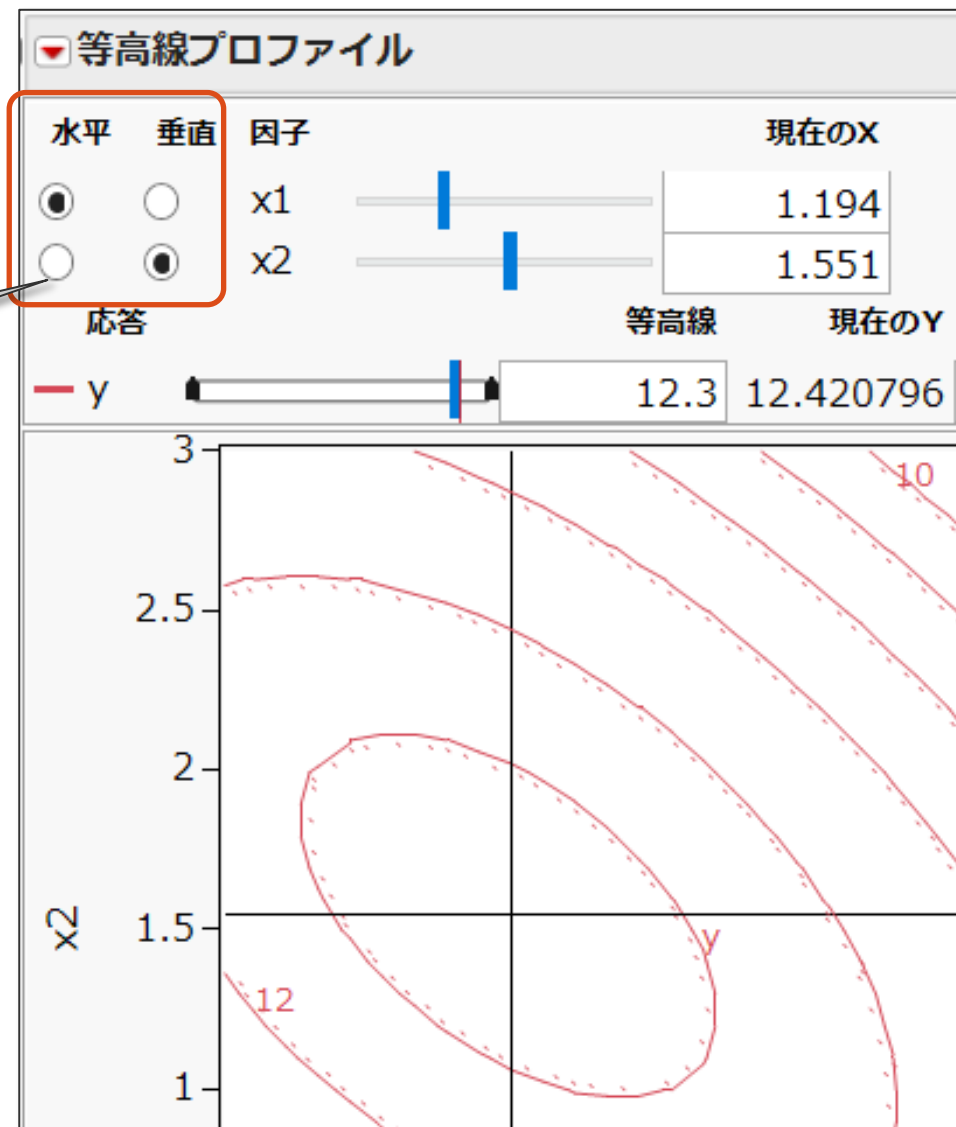 等高線プロファイル
水平 垂直 因子 現在のX
x1 1.194
x2 1.551
応答 等高線 現在のY
y 12.3 12.420796
3
10
2.5
2
x2
1.5
y
12
1